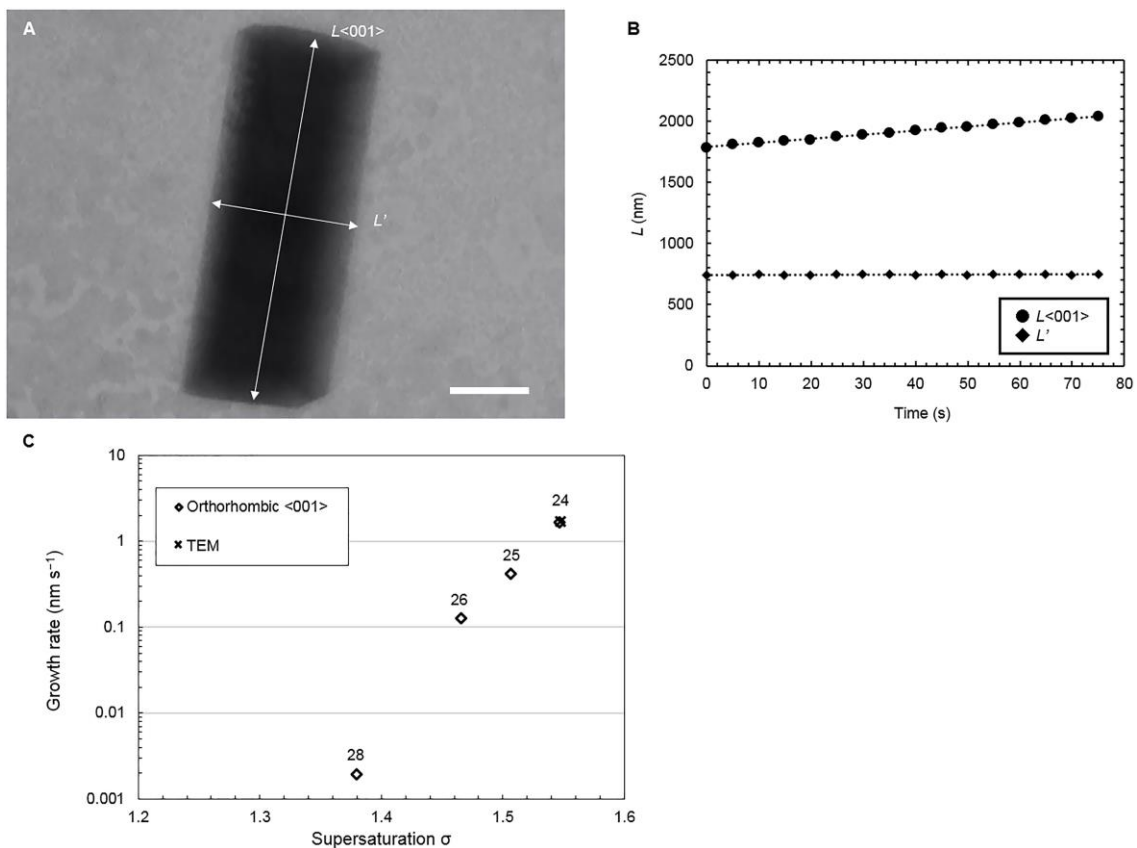 A
L<001>
L'
B
2500
2000
1500
1000
500
0
L (nm)
0 10 20 30 40 50 60 70 80
Time (s)
L<001>
L'
C
10
1
0.1
0.01
0.001
Growth rate (nm s⁻¹)
Orthorhombic <001>
TEM
24
25
26
28
1.2 1.3 1.4 1.5 1.6
Supersaturation σ